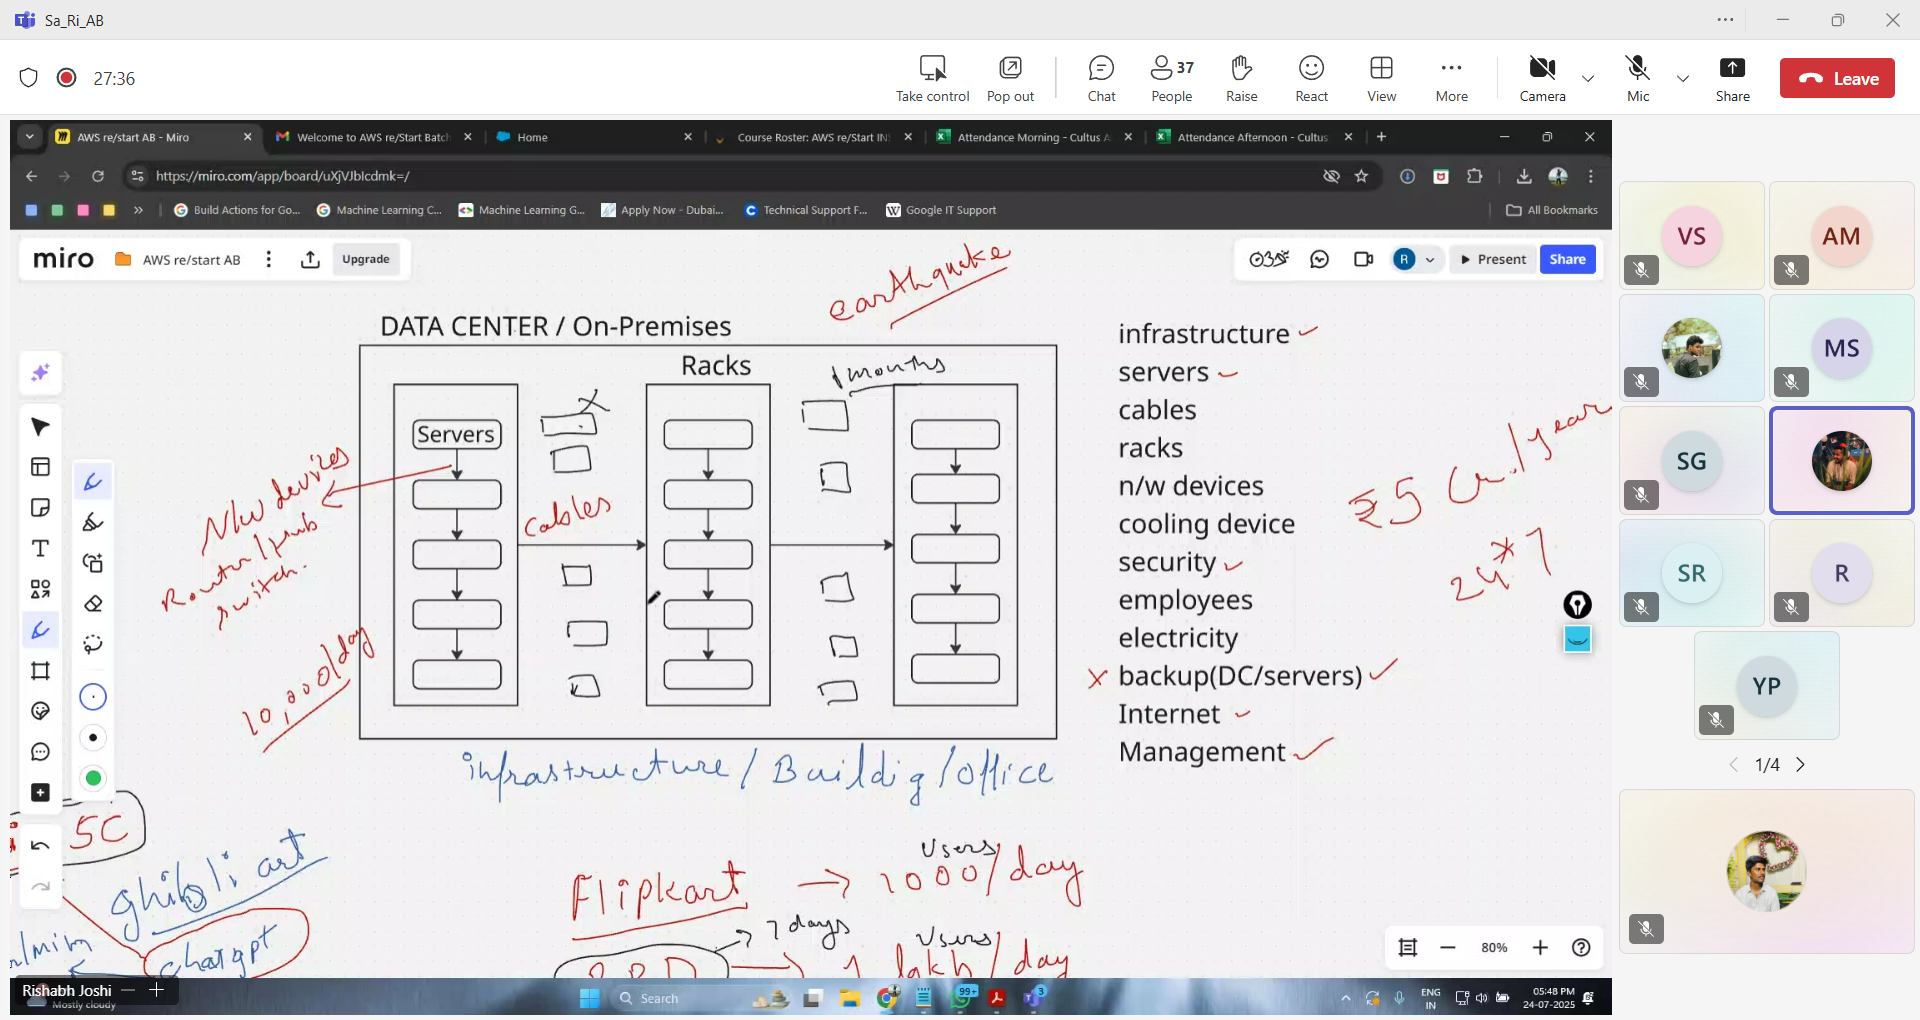 Sa_Ri_AB
27:36
Take control
Pop out
Chat
People
37
Raise
React
View
More
Camera
Mic
Share
Leave
AWS re/start AB - Miro
Welcome to AWS re/Start Batch
Home
Course Roster: AWS re/Start IN
Attendance Morning - Cultus A
Attendance Afternoon - Cultus
https://miro.com/app/board/uXjVJbIcdmk=/
Build Actions for Go...
Machine Learning C...
Machine Learning G...
Apply Now - Dubai...
Technical Support F...
Google IT Support
All Bookmarks
miro
AWS re/start AB
Upgrade
R
Present
Share
earthquake
DATA CENTER / On-Premises
Racks
1 months
Servers
cables
N/w devices
Router/hub
switch.
10,000/day
infrastructure
servers
cables
racks
n/w devices
cooling device
security
employees
electricity
x backup(DC/servers)
Internet
Management
₹5 Cr./year
24*7
infrastructure / Buildig / office
5C
ghibli art
chatgpt
Flipkart → 1000/day
Users
7 days
BBD → 1 lakh/day
Users
80%
VS
AM
MS
SG
SR
R
YP
1/4
Rishabh Joshi
Mostly cloudy
Search
99+
3
ENG
IN
05:48 PM
24-07-2025